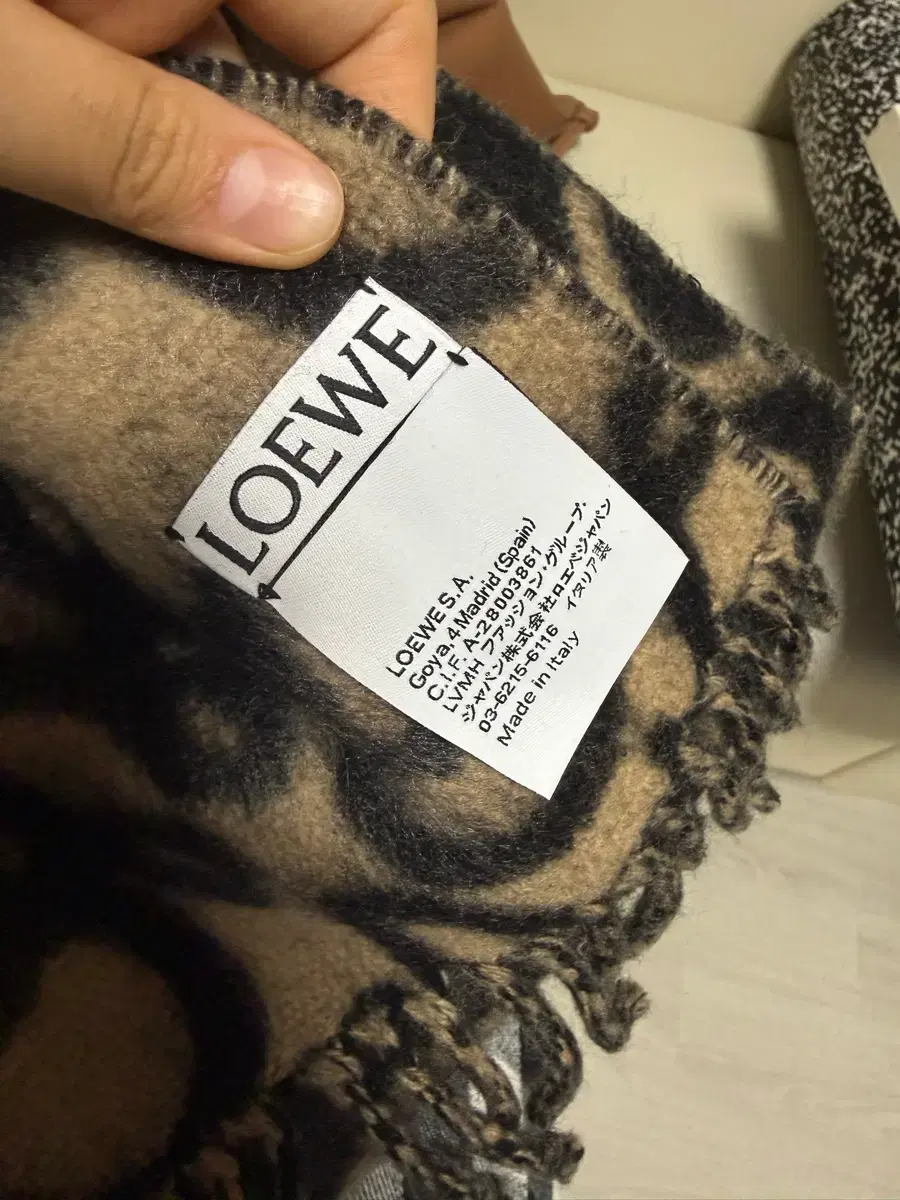 LOEWE
LOEWE S.A.
Goya, 4 Madrid (Spain)
C.I.F. A-28003861
LVMH ファッション・グループ・
ジャパン株式会社ロエベジャパン
03-6215-6116 イタリア製
Made in Italy